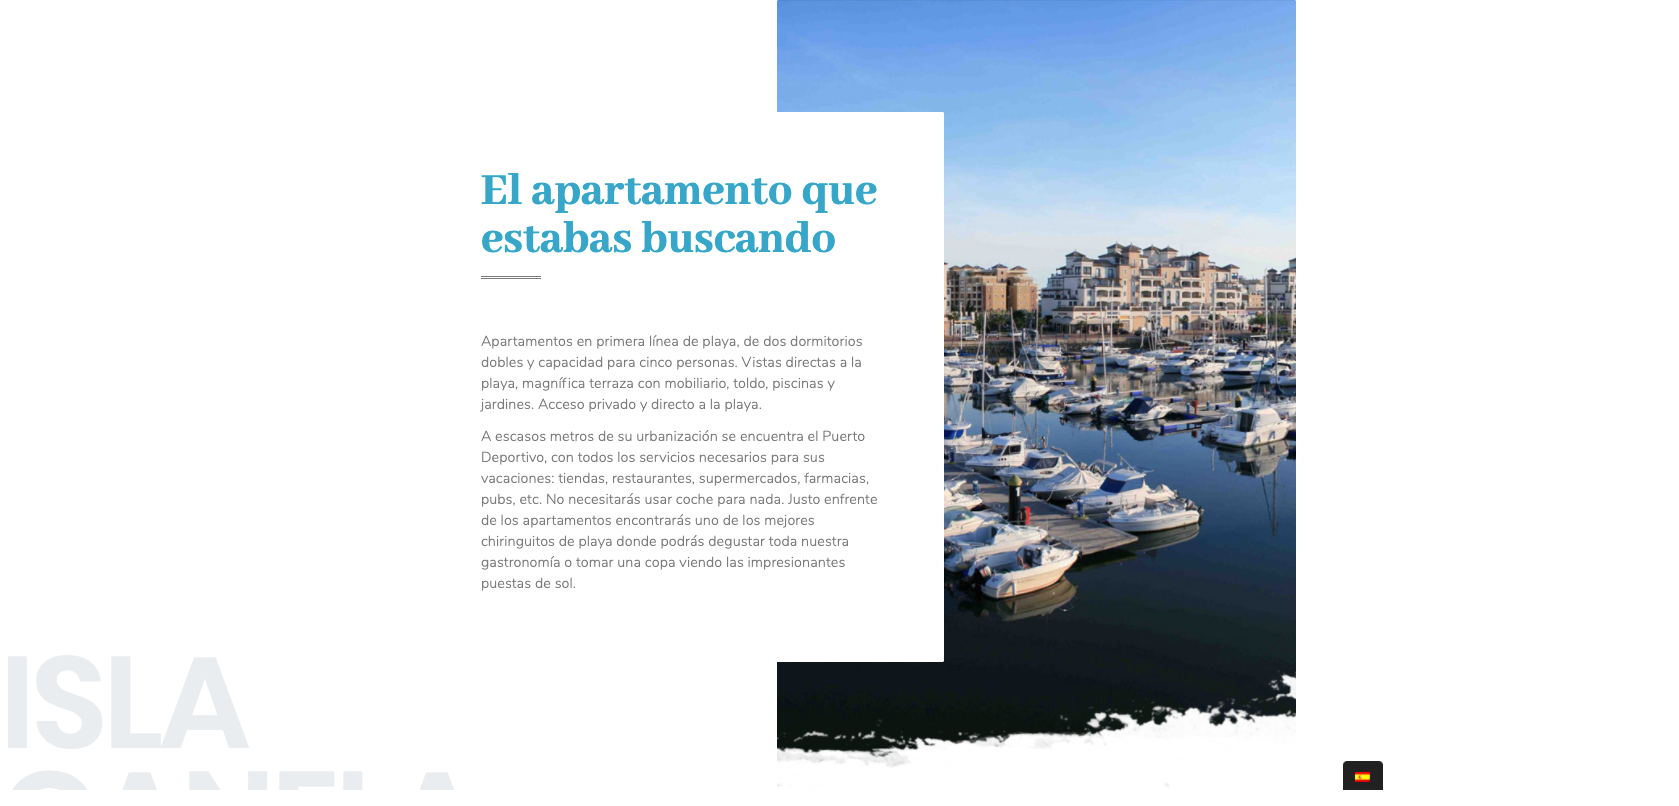 El apartamento que
estabas buscando
Apartamentos en primera línea de playa, de dos dormitorios
dobles y capacidad para cinco personas. Vistas directas a la
playa, magnífica terraza con mobiliario, toldo, piscinas y
jardines. Acceso privado y directo a la playa.
A escasos metros de su urbanización se encuentra el Puerto
Deportivo, con todos los servicios necesarios para sus
vacaciones: tiendas, restaurantes, supermercados, farmacias,
pubs, etc. No necesitarás usar coche para nada. Justo enfrente
de los apartamentos encontrarás uno de los mejores
chiringuitos de playa donde podrás degustar toda nuestra
gastronomía o tomar una copa viendo las impresionantes
puestas de sol.
ISLA
CANELA